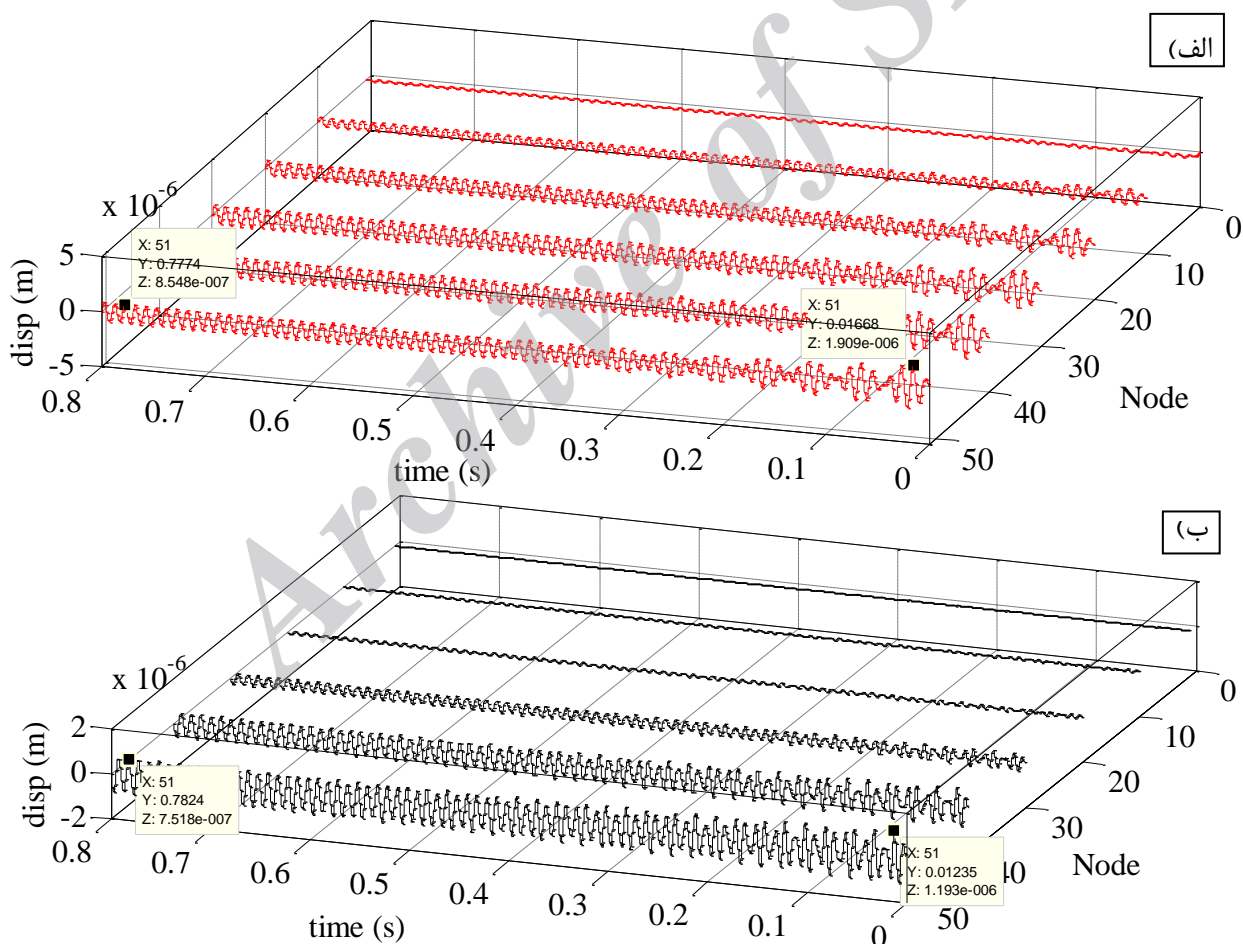 الف)
x 10-6
5
0
-5
disp (m)
X: 51
Y: 0.7774
Z: 8.548e-007
X: 51
Y: 0.01668
Z: 1.909e-006
0.8
0.7
0.6
0.5
0.4
0.3
0.2
0.1
0
time (s)
0
10
20
30
40
50
Node
Archive of S
ب)
x 10-6
2
0
-2
disp (m)
X: 51
Y: 0.7824
Z: 7.518e-007
X: 51
Y: 0.01235
Z: 1.193e-006
0.8
0.7
0.6
0.5
0.4
0.3
0.2
0.1
0
time (s)
0
10
20
30
40
50
Node